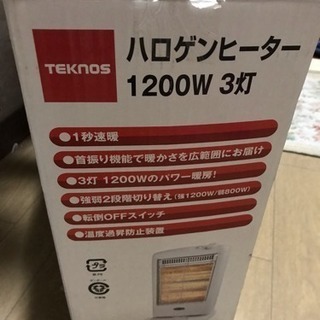 TEKNOS
ハロゲンヒーター
1200W 3灯
●1秒速暖
●首振り機能で暖かさを広範囲にお届け
●3灯 1200Wのパワー暖房!
●強弱2段階切り替え(強1200W/弱800W)
●転倒OFFスイッチ
●温度過昇防止装置